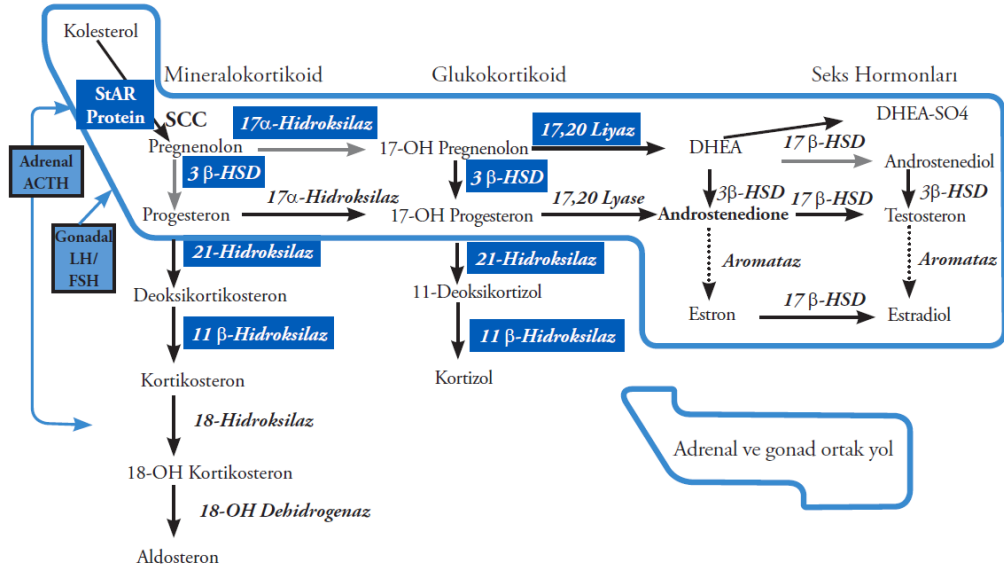 Kolesterol
Mineralokortikoid
Glukokortikoid
Seks Hormonları
StAR
Protein
SCC
17α-Hidroksilaz
17,20 Liyaz
DHEA-SO4
Pregnenolon
17-OH Pregnenolon
DHEA
17 β-HSD
Androstenediol
Adrenal
ACTH
3 β-HSD
3 β-HSD
3β-HSD
3β-HSD
17α-Hidroksilaz
17,20 Lyase
17 β-HSD
Progesteron
17-OH Progesteron
Androstenedione
Testosteron
Gonadal
LH/
FSH
21-Hidroksilaz
21-Hidroksilaz
Aromataz
Aromataz
Deoksikortikosteron
11-Deoksikortizol
17 β-HSD
Estron
Estradiol
11 β-Hidroksilaz
11 β-Hidroksilaz
Kortikosteron
Kortizol
18-Hidroksilaz
Adrenal ve gonad ortak yol
18-OH Kortikosteron
18-OH Dehidrogenaz
Aldosteron